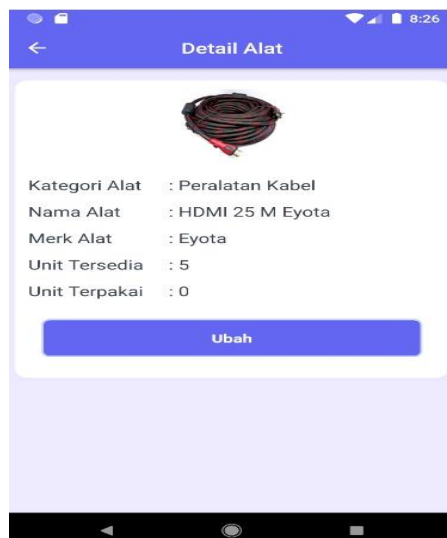 8:26
Detail Alat
Kategori Alat : Peralatan Kabel
Nama Alat : HDMI 25 M Eyota
Merk Alat : Eyota
Unit Tersedia : 5
Unit Terpakai : 0
Ubah